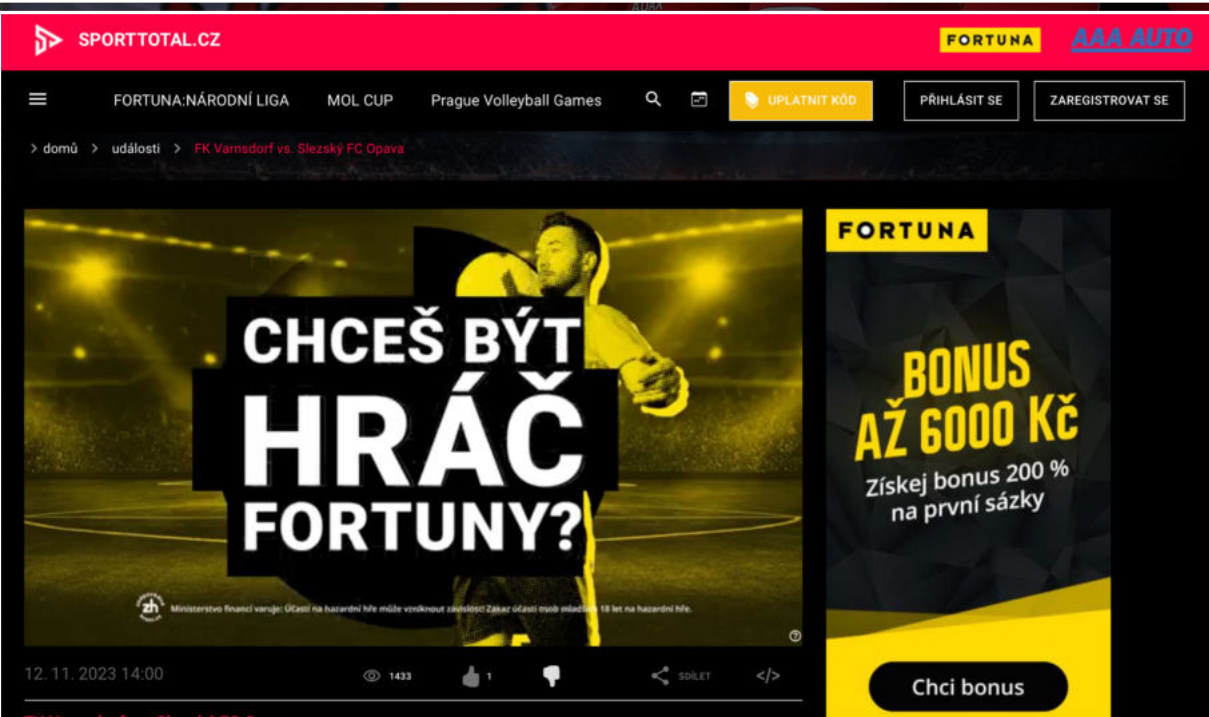 SPORTTOTAL.CZ
FORTUNA
AAA AUTO
FORTUNA:NÁRODNÍ LIGA
MOL CUP
Prague Volleyball Games
UPLATNIT KÓD
PŘIHLÁSIT SE
ZAREGISTROVAT SE
> domů > události > FK Varnsdorf vs. Slezský FC Opava
CHCEŠ BÝT
HRÁČ
FORTUNY?
Ministerstvo financí varuje: Účastí na hazardní hře může vzniknout závislost! Zákaz účasti osob mladších 18 let na hazardní hře.
FORTUNA
BONUS
AŽ 6000 Kč
Získej bonus 200 %
na první sázky
Chci bonus
12. 11. 2023 14:00
1433
1
SDÍLET
</>